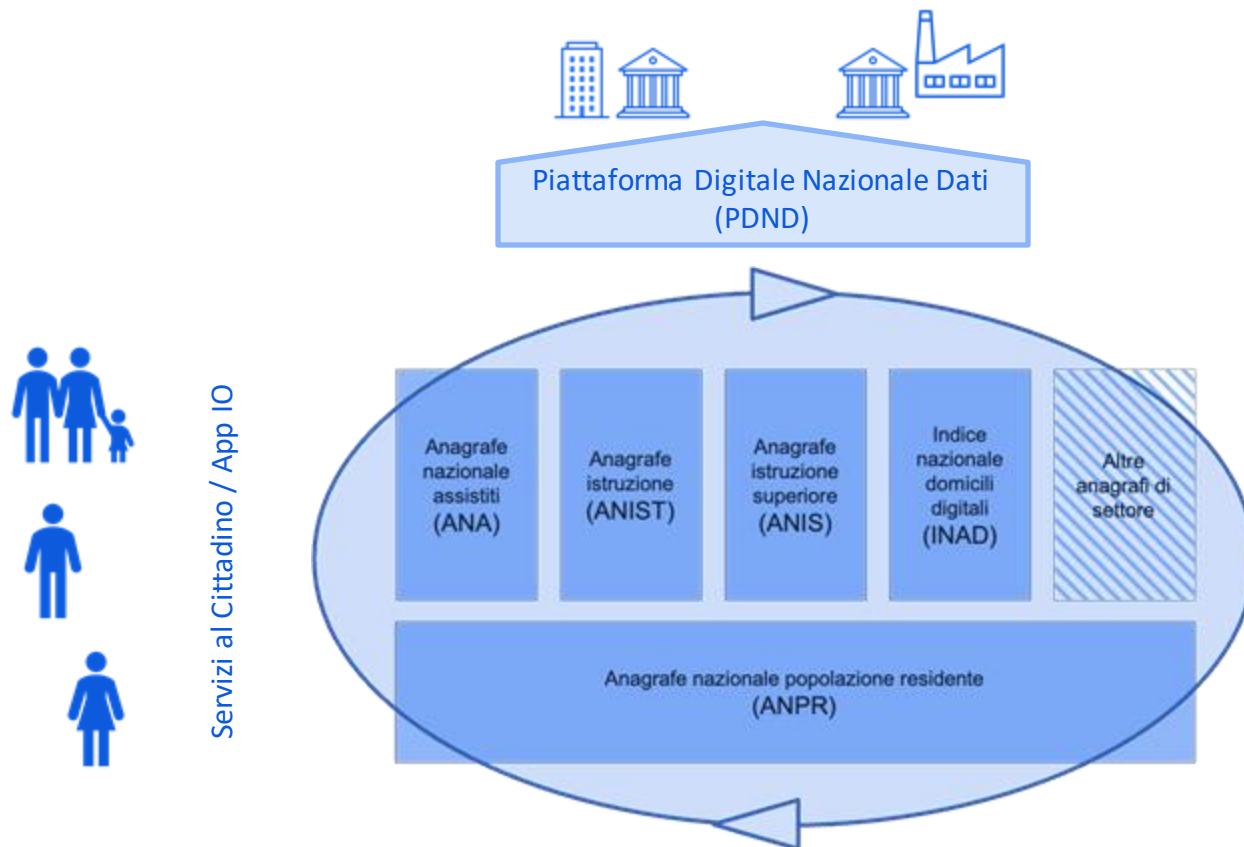 Piattaforma Digitale Nazionale Dati
(PDND)
Servizi al Cittadino / App IO
Anagrafe
nazionale
assistiti
(ANA)
Anagrafe
istruzione
(ANIST)
Anagrafe
istruzione
superiore
(ANIS)
Indice
nazionale
domicili
digitali
(INAD)
Altre
anagrafi di
settore
Anagrafe nazionale popolazione residente
(ANPR)